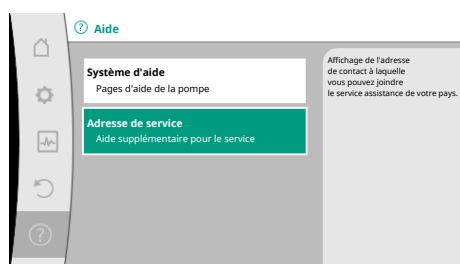 Aide
Système d'aide
Pages d'aide de la pompe
Adresse de service
Aide supplémentaire pour le service
Affichage de l'adresse
de contact à laquelle
vous pouvez joindre
le service assistance de votre pays.